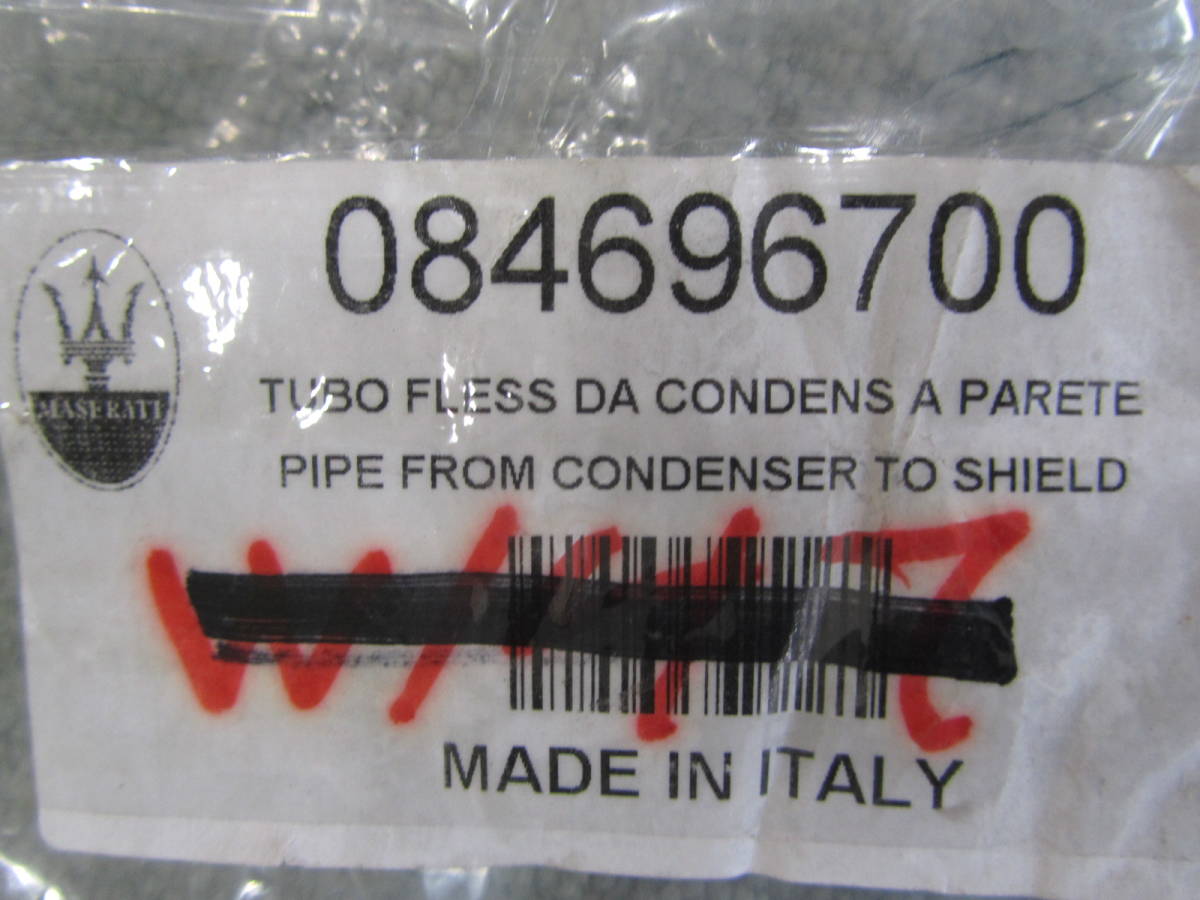 084696700
MASERATI
TUBO FLESS DA CONDENS A PARETE
PIPE FROM CONDENSER TO SHIELD
MADE IN ITALY